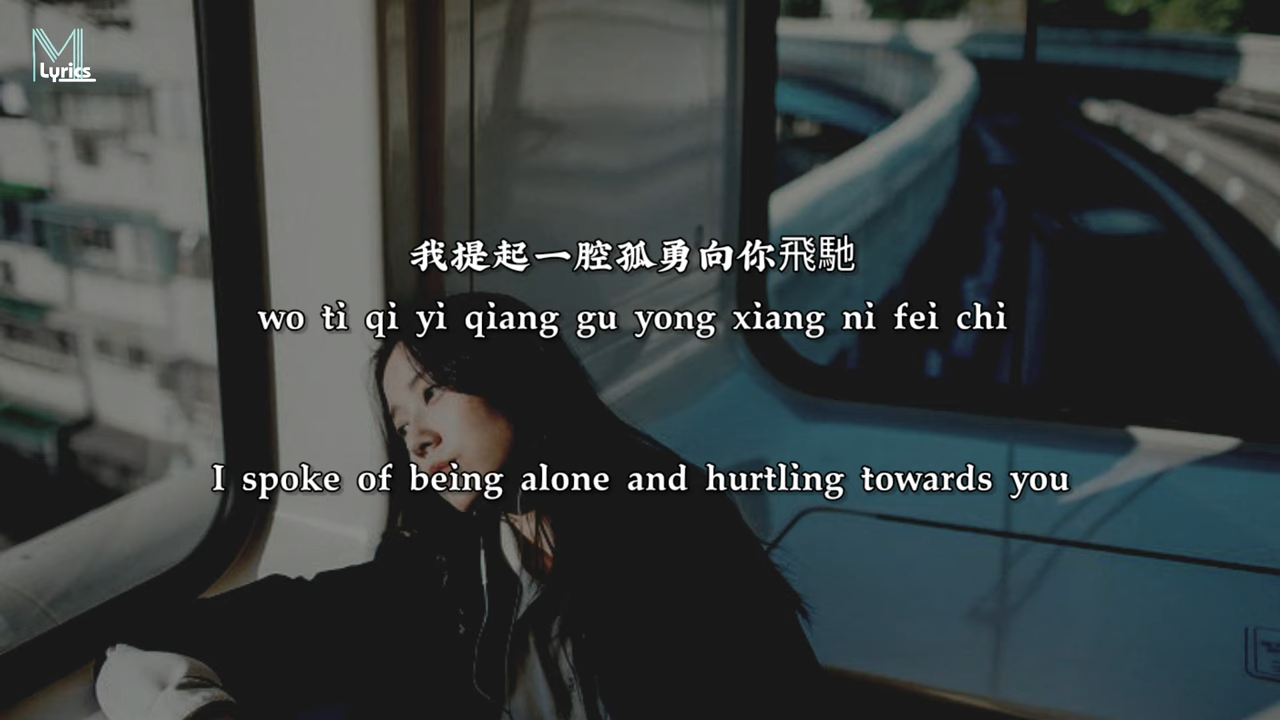 M
Lyrics
我提起一腔孤勇向你飛馳
wo ti qi yi qiang gu yong xiang ni fei chi
I spoke of being alone and hurtling towards you